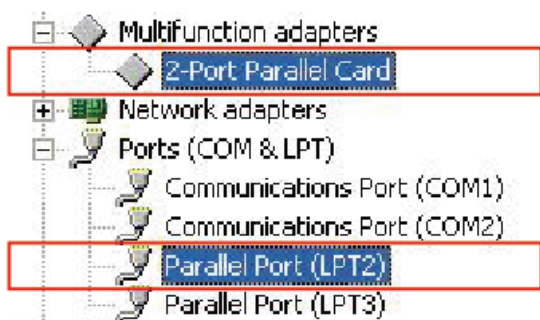 Multifunction adapters
2-Port Parallel Card
Network adapters
Ports (COM & LPT)
Communications Port (COM1)
Communications Port (COM2)
Parallel Port (LPT2)
Parallel Port (LPT3)